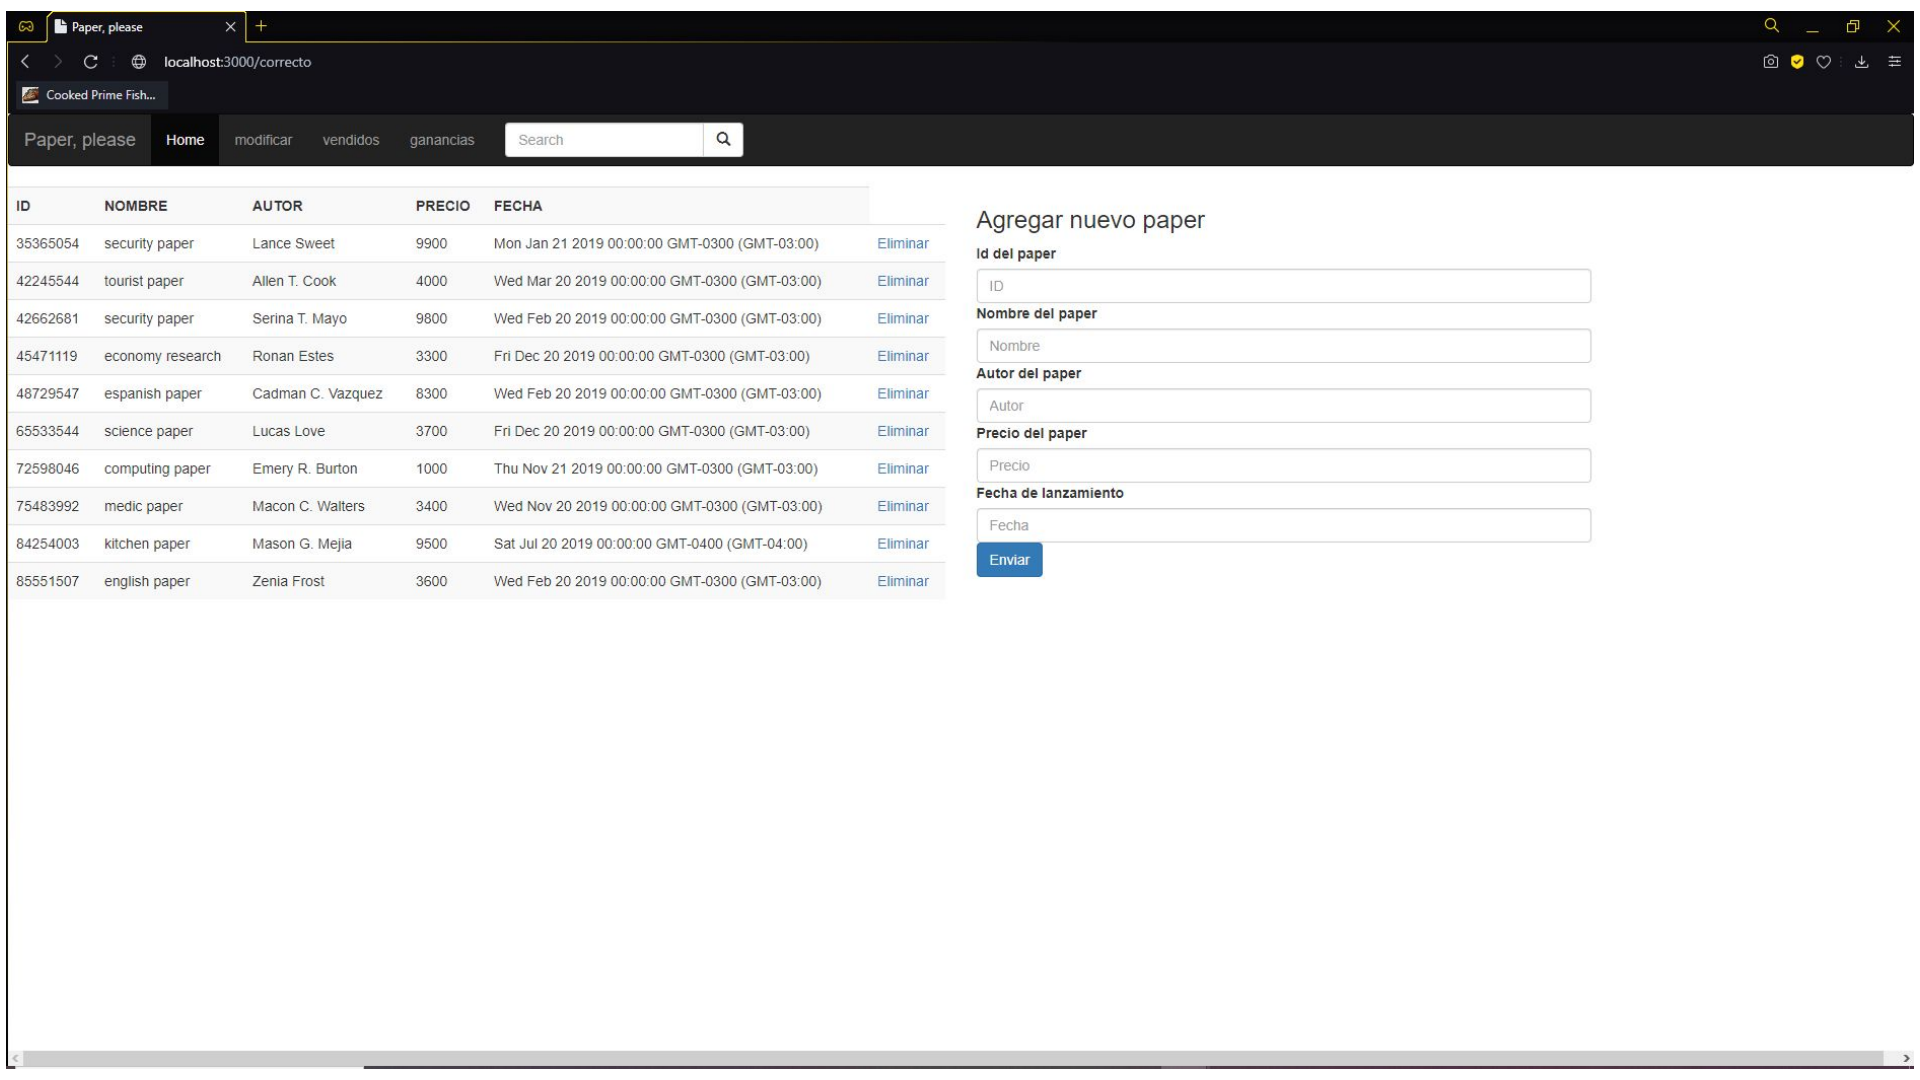 Paper, please
localhost:3000/correcto
Cooked Prime Fish...
Paper, please Home modificar vendidos ganancias Search
ID NOMBRE AUTOR PRECIO FECHA
35365054 security paper Lance Sweet 9900 Mon Jan 21 2019 00:00:00 GMT-0300 (GMT-03:00) Eliminar
42245544 tourist paper Allen T. Cook 4000 Wed Mar 20 2019 00:00:00 GMT-0300 (GMT-03:00) Eliminar
42662681 security paper Serina T. Mayo 9800 Wed Feb 20 2019 00:00:00 GMT-0300 (GMT-03:00) Eliminar
45471119 economy research Ronan Estes 3300 Fri Dec 20 2019 00:00:00 GMT-0300 (GMT-03:00) Eliminar
48729547 espanish paper Cadman C. Vazquez 8300 Wed Feb 20 2019 00:00:00 GMT-0300 (GMT-03:00) Eliminar
65533544 science paper Lucas Love 3700 Fri Dec 20 2019 00:00:00 GMT-0300 (GMT-03:00) Eliminar
72598046 computing paper Emery R. Burton 1000 Thu Nov 21 2019 00:00:00 GMT-0300 (GMT-03:00) Eliminar
75483992 medic paper Macon C. Walters 3400 Wed Nov 20 2019 00:00:00 GMT-0300 (GMT-03:00) Eliminar
84254003 kitchen paper Mason G. Mejia 9500 Sat Jul 20 2019 00:00:00 GMT-0400 (GMT-04:00) Eliminar
85551507 english paper Zenia Frost 3600 Wed Feb 20 2019 00:00:00 GMT-0300 (GMT-03:00) Eliminar
Agregar nuevo paper
Id del paper
ID
Nombre del paper
Nombre
Autor del paper
Autor
Precio del paper
Precio
Fecha de lanzamiento
Fecha
Enviar